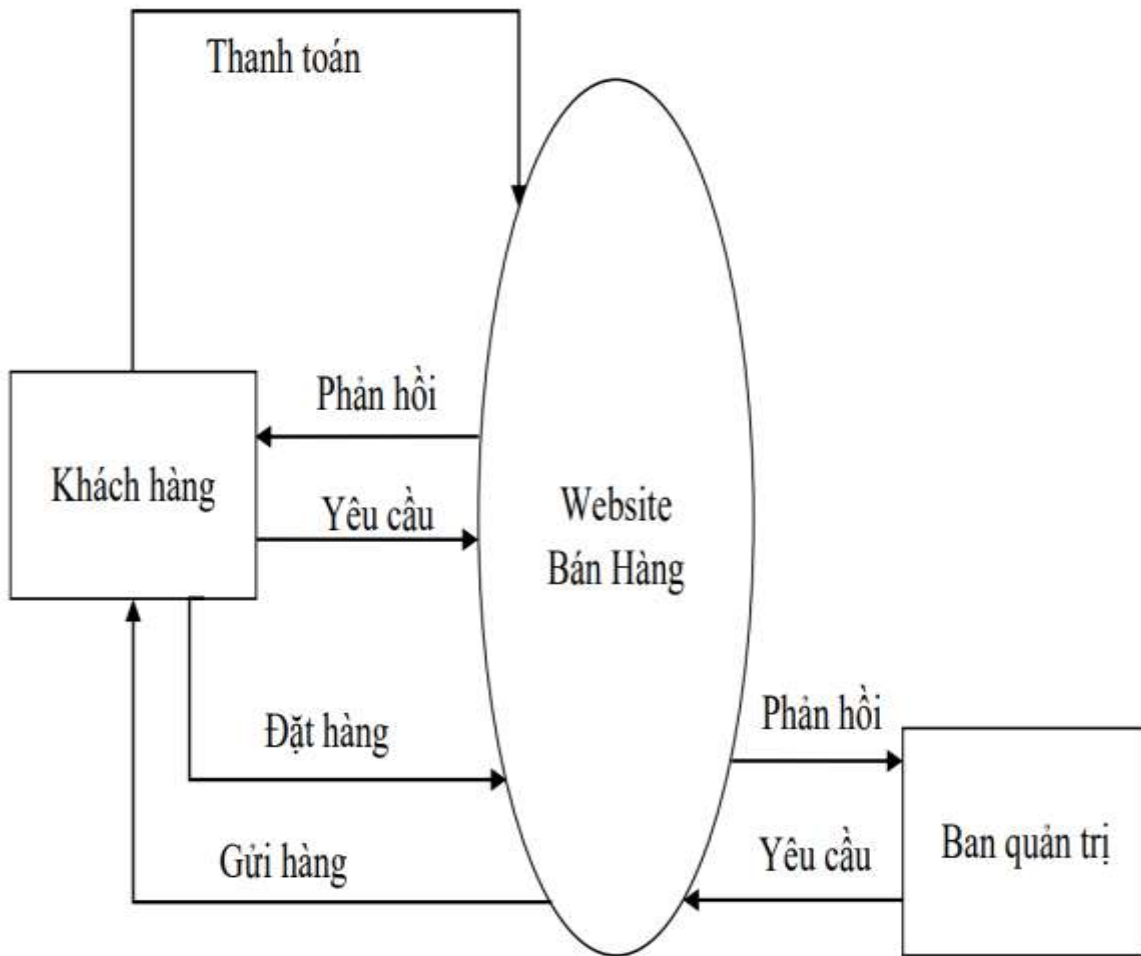 Thanh toán
Phản hồi
Khách hàng
Yêu cầu
Website
Bán Hàng
Đặt hàng
Phản hồi
Gửi hàng
Yêu cầu
Ban quản trị